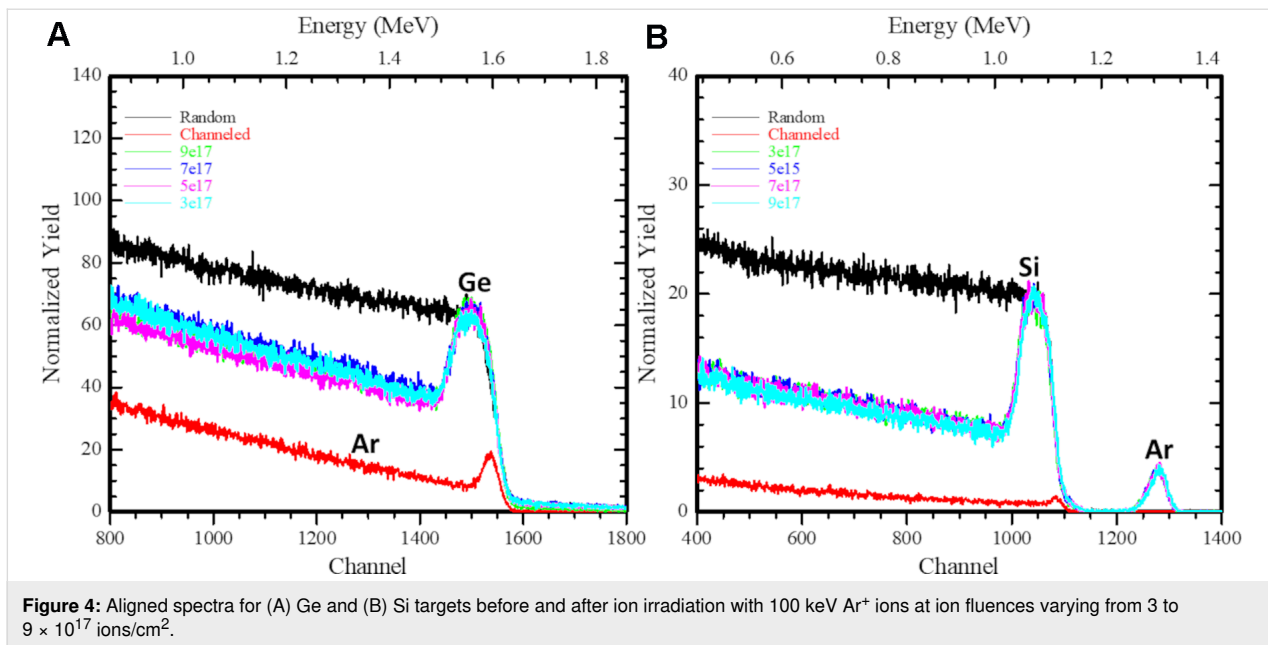 A
Energy (MeV)
1.0 1.2 1.4 1.6 1.8
140
120
100
80
60
40
20
0
Normalized Yield
Random
Channeled
9e17
7e17
5e17
3e17
Ge
Ar
800 1000 1200 1400 1600 1800
Channel
B
Energy (MeV)
0.6 0.8 1.0 1.2 1.4
40
30
20
10
0
Normalized Yield
Random
Channeled
3e17
5e15
7e17
9e17
Si
Ar
400 600 800 1000 1200 1400
Channel
Figure 4: Aligned spectra for (A) Ge and (B) Si targets before and after ion irradiation with 100 keV Ar⁺ ions at ion fluences varying from 3 to
9 × 10¹⁷ ions/cm².